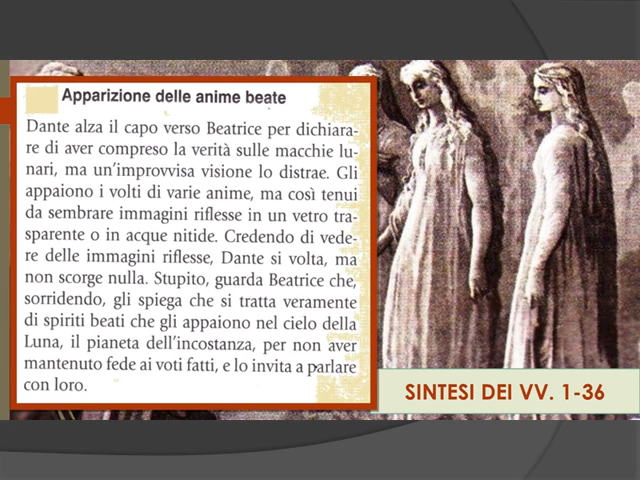 Apparizione delle anime beate
Dante alza il capo verso Beatrice per dichiara-
re di aver compreso la verità sulle macchie lu-
nari, ma un'improvvisa visione lo distrae. Gli
appaiono i volti di varie anime, ma così tenui
da sembrare immagini riflesse in un vetro tra-
sparente o in acque nitide. Credendo di vede-
re delle immagini riflesse, Dante si volta, ma
non scorge nulla. Stupito, guarda Beatrice che,
sorridendo, gli spiega che si tratta veramente
di spiriti beati che gli appaiono nel cielo della
Luna, il pianeta dell'incostanza, per non aver
mantenuto fede ai voti fatti, e lo invita a parlare
con loro.
SINTESI DEI VV. 1-36